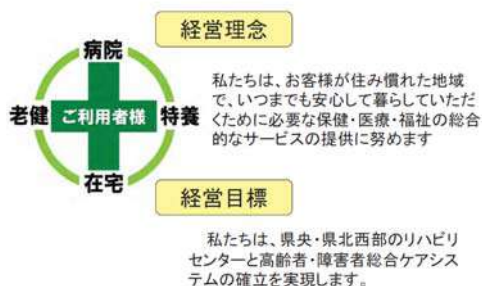 経営理念
病院
老健
ご利用者様
特養
在宅
私たちは、お客様が住み慣れた地域
で、いつまでも安心して暮らしていただ
くために必要な保健・医療・福祉の総合
的なサービスの提供に努めます
経営目標
私たちは、県央・県北西部のリハビリ
センターと高齢者・障害者総合ケアシス
テムの確立を実現します。